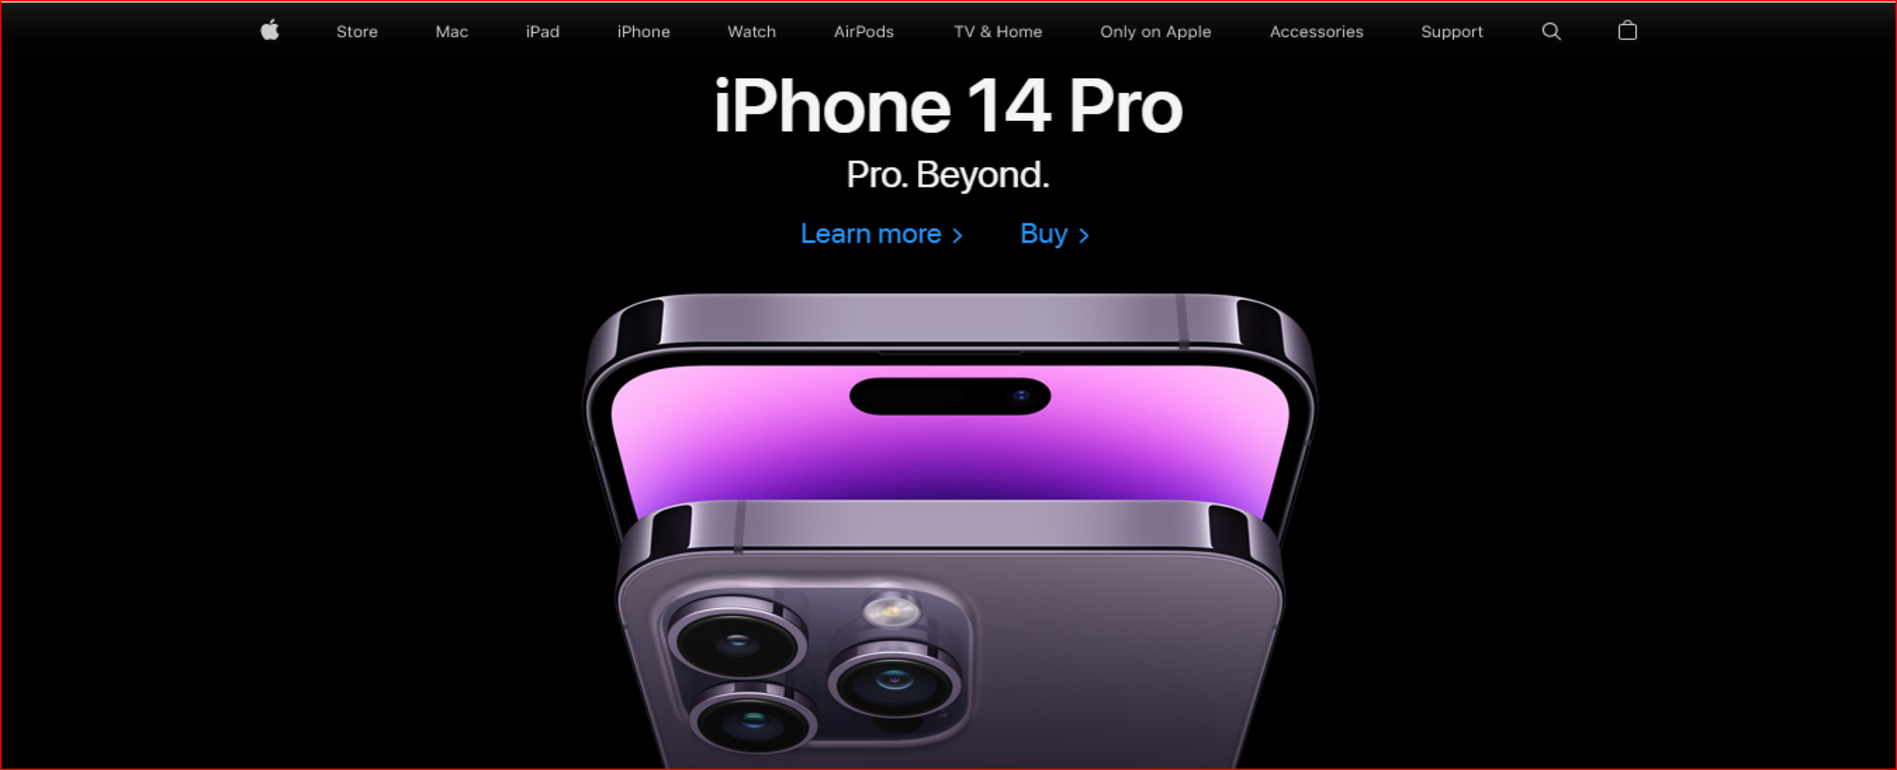 Store Mac iPad iPhone Watch AirPods TV & Home Only on Apple Accessories Support
iPhone 14 Pro
Pro. Beyond.
Learn more > Buy >